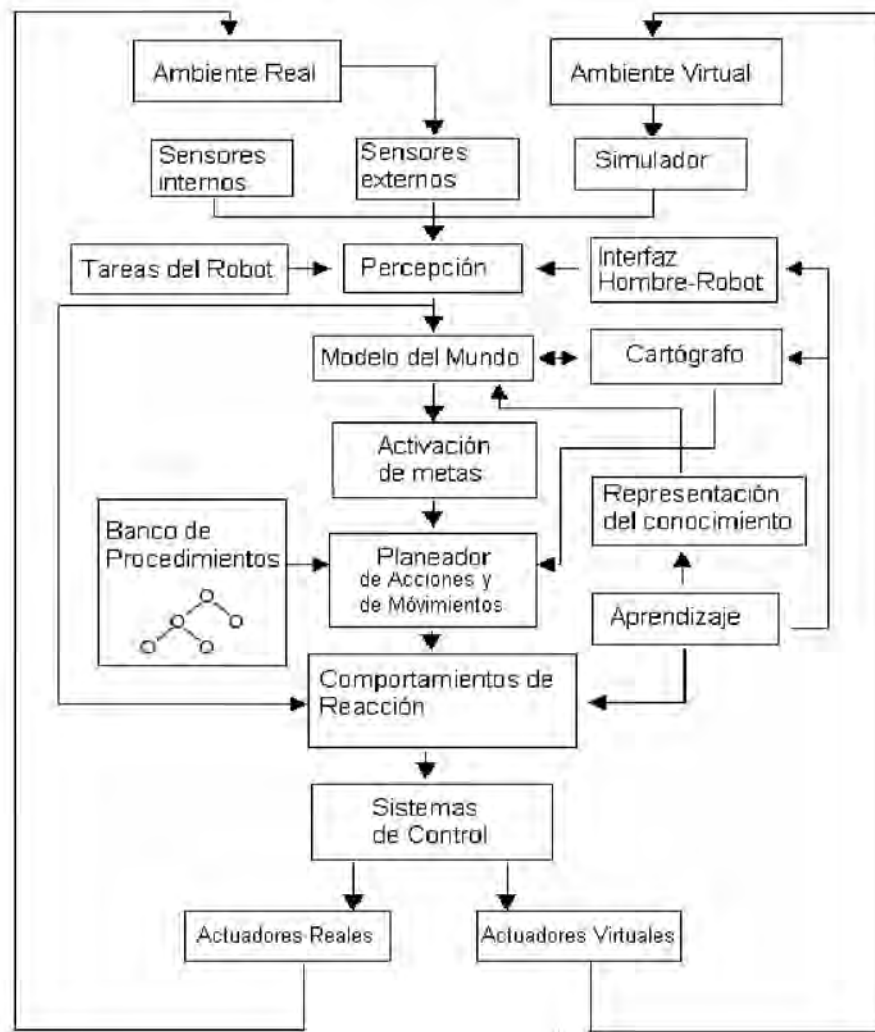 Ambiente Real
Ambiente Virtual
Sensores
internos
Sensores
externos
Simulador
Tareas del Robot
Percepción
Interfaz
Hombre-Robot
Modelo del Mundo
Cartógrafo
Activación
de metas
Representación
del conocimiento
Banco de
Procedimientos
Planeador
de Acciones y
de Móvimientos
Aprendizaje
Comportamientos de
Reacción
Sistemas
de Control
Actuadores Reales
Actuadores Virtuales